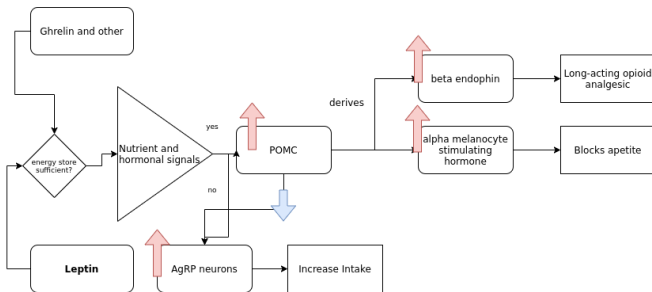 Ghrelin and other
energy store
sufficient?
Nutrient and
hormonal signals
yes
no
POMC
derives
beta endophin
Long-acting opioid
analgesic
alpha melanocyte
stimulating
hormone
Blocks apetite
Leptin
AgRP neurons
Increase Intake